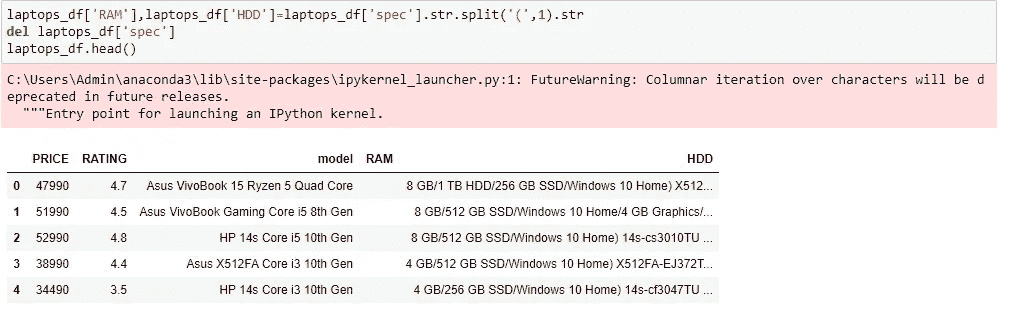 laptops_df['RAM'],laptops_df['HDD']=laptops_df['spec'].str.split('(',1).str
del laptops_df['spec']
laptops_df.head()
C:\Users\Admin\anaconda3\lib\site-packages\ipykernel_launcher.py:1: FutureWarning: Columnar iteration over characters will be d
eprecated in future releases.
"""Entry point for launching an IPython kernel.
PRICE RATING model RAM HDD
0 47990 4.7 Asus VivoBook 15 Ryzen 5 Quad Core 8 GB/1 TB HDD/256 GB SSD/Windows 10 Home) X512...
1 51990 4.5 Asus VivoBook Gaming Core i5 8th Gen 8 GB/512 GB SSD/Windows 10 Home/4 GB Graphics/...
2 52990 4.8 HP 14s Core i5 10th Gen 8 GB/512 GB SSD/Windows 10 Home) 14s-cs3010TU ...
3 38990 4.4 Asus X512FA Core i3 10th Gen 4 GB/512 GB SSD/Windows 10 Home) X512FA-EJ372T...
4 34490 3.5 HP 14s Core i3 10th Gen 4 GB/256 GB SSD/Windows 10 Home) 14s-cf3047TU ...